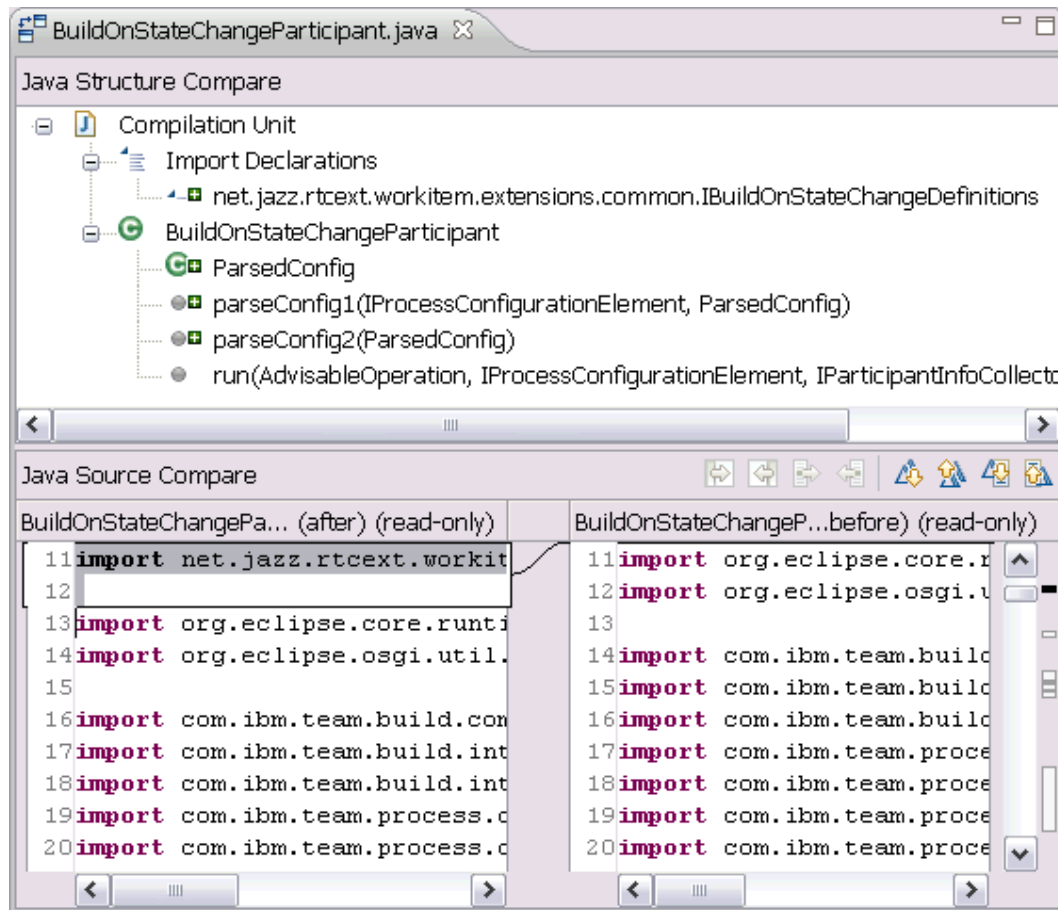 BuildOnStateChangeParticipant.java
Java Structure Compare
Compilation Unit
Import Declarations
net.jazz.rtcext.workitem.extensions.common.IBuildOnStateChangeDefinitions
BuildOnStateChangeParticipant
ParsedConfig
parseConfig1(IProcessConfigurationElement, ParsedConfig)
parseConfig2(ParsedConfig)
run(AdvisableOperation, IProcessConfigurationElement, IParticipantInfoCollecto
Java Source Compare
BuildOnStateChangePa... (after) (read-only)
11 import net.jazz.rtcext.workit
12
13 import org.eclipse.core.runti
14 import org.eclipse.osgi.util.
15
16 import com.ibm.team.build.com
17 import com.ibm.team.build.int
18 import com.ibm.team.build.int
19 import com.ibm.team.process.c
20 import com.ibm.team.process.c
BuildOnStateChangeP...before) (read-only)
11 import org.eclipse.core.r
12 import org.eclipse.osgi.u
13
14 import com.ibm.team.build
15 import com.ibm.team.build
16 import com.ibm.team.build
17 import com.ibm.team.proce
18 import com.ibm.team.proce
19 import com.ibm.team.proce
20 import com.ibm.team.proce